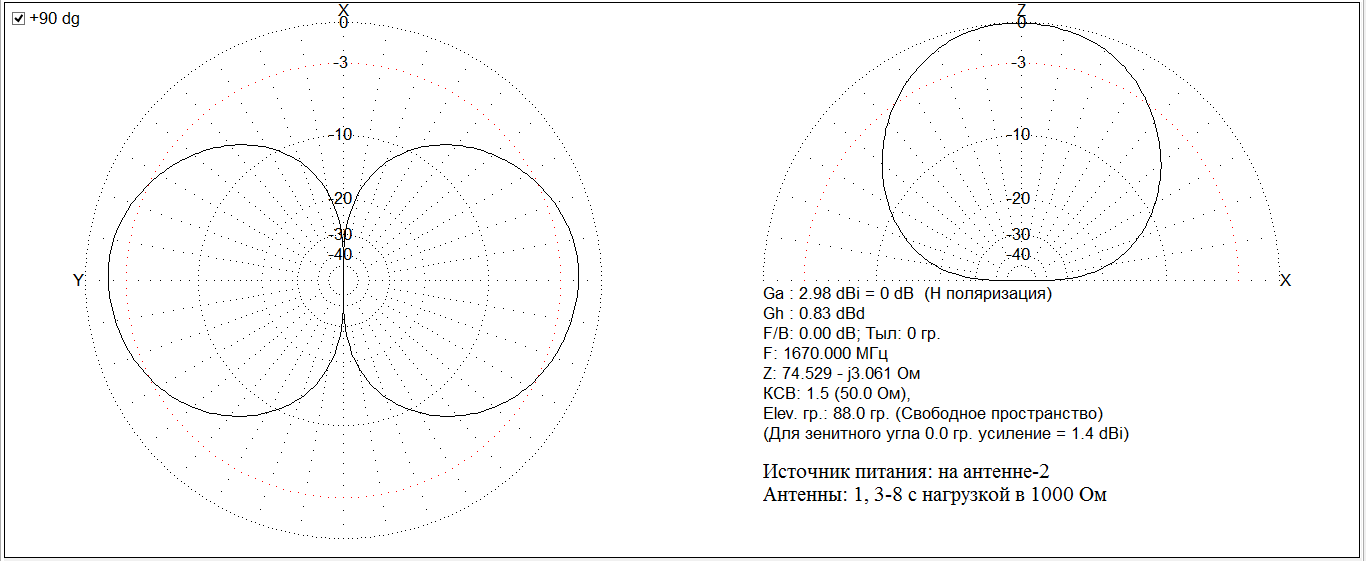 +90 dg
X
0
-3
-10
-20
-30
-40
Y
Z
0
-3
-10
-20
-30
-40
X
Ga : 2.98 dBi = 0 dB (Н поляризация)
Gh : 0.83 dBd
F/B: 0.00 dB; Тыл: 0 гр.
F: 1670.000 МГц
Z: 74.529 - j3.061 Ом
КСВ: 1.5 (50.0 Ом),
Elev. гр.: 88.0 гр. (Свободное пространство)
(Для зенитного угла 0.0 гр. усиление = 1.4 dBi)
Источник питания: на антенне-2
Антенны: 1, 3-8 с нагрузкой в 1000 Ом